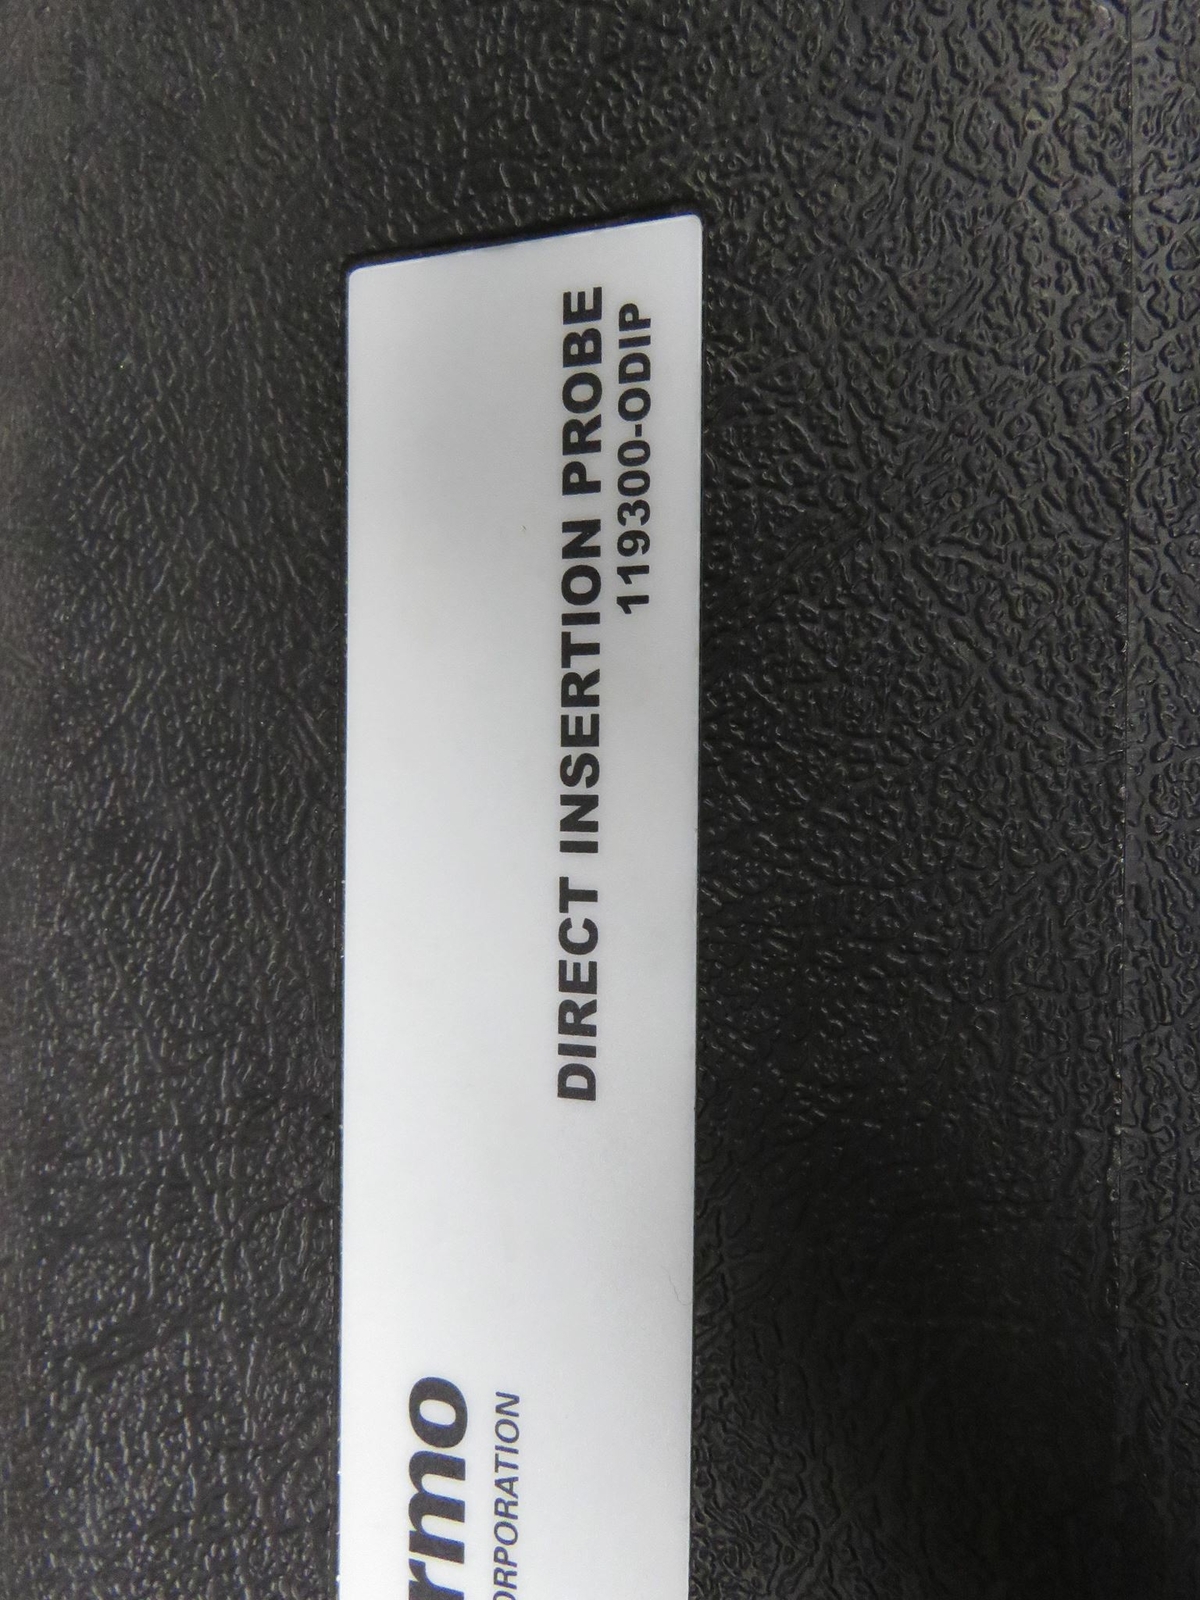 rmo
ORPORATION
DIRECT INSERTION PROBE
119300-ODIP